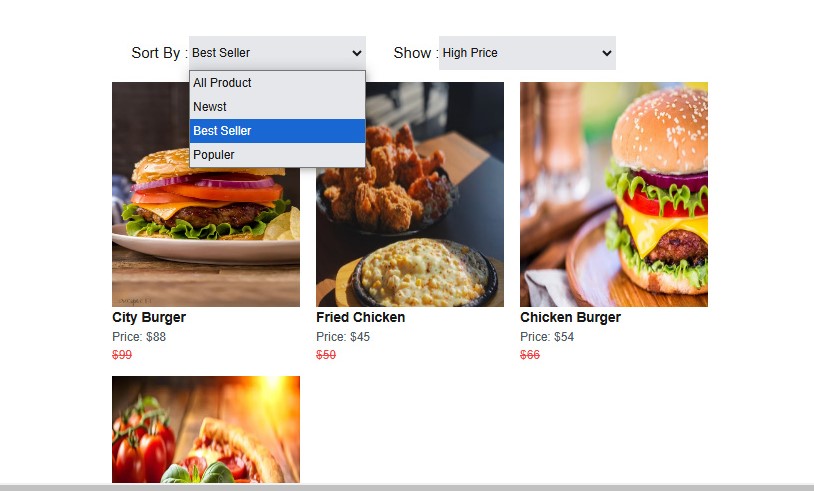 Sort By : Best Seller Show : High Price
All Product
Newst
Best Seller
Populer
City Burger Fried Chicken Chicken Burger
Price: $88 Price: $45 Price: $54
$99 $50 $66